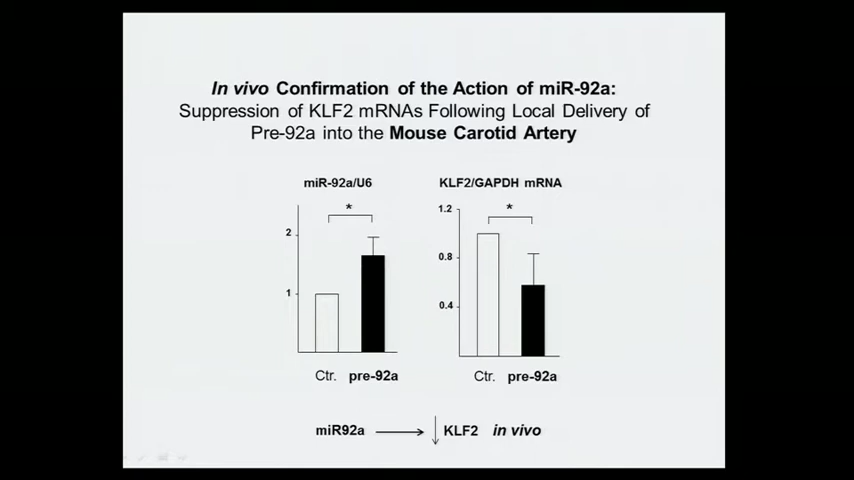 In vivo Confirmation of the Action of miR-92a:
Suppression of KLF2 mRNAs Following Local Delivery of
Pre-92a into the Mouse Carotid Artery
miR-92a/U6
*
2
1
Ctr. pre-92a
KLF2/GAPDH mRNA
*
1.2
0.8
0.4
Ctr. pre-92a
miR92a → ↓ KLF2 in vivo